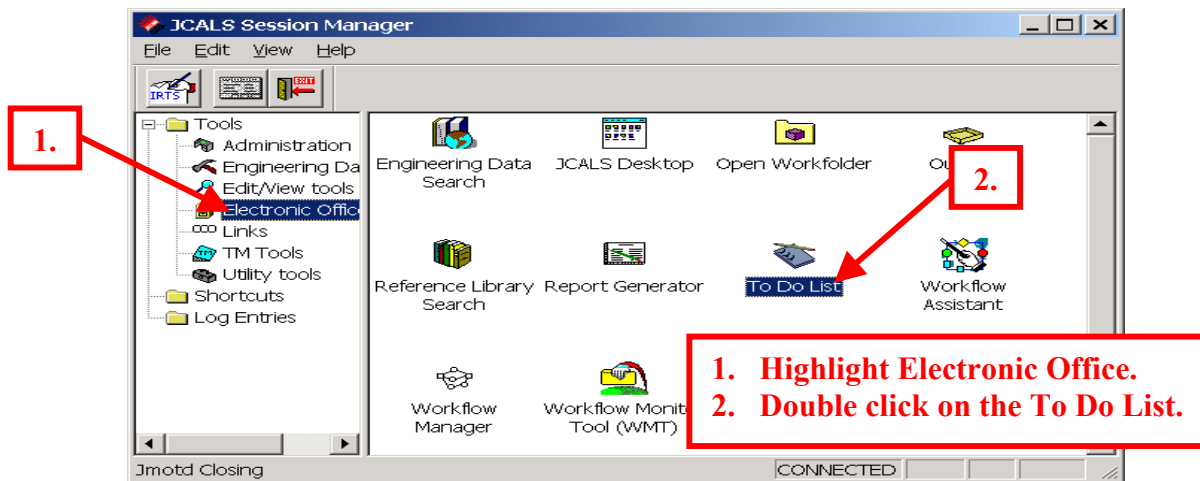 JCALS Session Manager
File Edit View Help
IRTS EXIT
1.
Tools
Administration
Engineering Da
Edit/View tools
Electronic Offic
Links
TM Tools
Utility tools
Shortcuts
Log Entries
Engineering Data Search
JCALS Desktop
Open Workfolder
Ou
2.
Reference Library Search
Report Generator
To Do List
Workflow Assistant
Workflow Manager
Workflow Monit
Tool (WMT)
1. Highlight Electronic Office.
2. Double click on the To Do List.
Jmotd Closing
CONNECTED